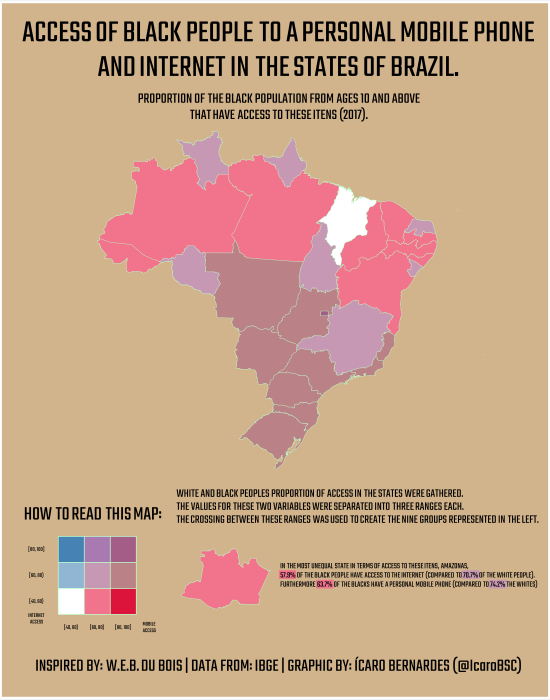 ACCESS OF BLACK PEOPLE TO A PERSONAL MOBILE PHONE
AND INTERNET IN THE STATES OF BRAZIL.
PROPORTION OF THE BLACK POPULATION FROM AGES 10 AND ABOVE
THAT HAVE ACCESS TO THESE ITENS (2017).
WHITE AND BLACK PEOPLES PROPORTION OF ACCESS IN THE STATES WERE GATHERED.
THE VALUES FOR THESE TWO VARIABLES WERE SEPARATED INTO THREE RANGES EACH.
THE CROSSING BETWEEN THESE RANGES WAS USED TO CREATE THE NINE GROUPS REPRESENTED IN THE LEFT.
HOW TO READ THIS MAP:
(80, 100]
(60, 80]
(40, 60]
INTERNET
ACCESS
(40, 60]
(60, 80]
(80, 100]
MOBILE
ACCESS
IN THE MOST UNEQUAL STATE IN TERMS OF ACCESS TO THESE ITENS, AMAZONAS,
57.9% OF THE BLACK PEOPLE HAVE ACCESS TO THE INTERNET (COMPARED TO 70.7% OF THE WHITE PEOPLE).
FURTHERMORE 63.7% OF THE BLACKS HAVE A PERSONAL MOBILE PHONE (COMPARED TO 74.2% THE WHITES)
INSPIRED BY: W.E.B. DU BOIS | DATA FROM: IBGE | GRAPHIC BY: ÍCARO BERNARDES (@IcaroBSC)